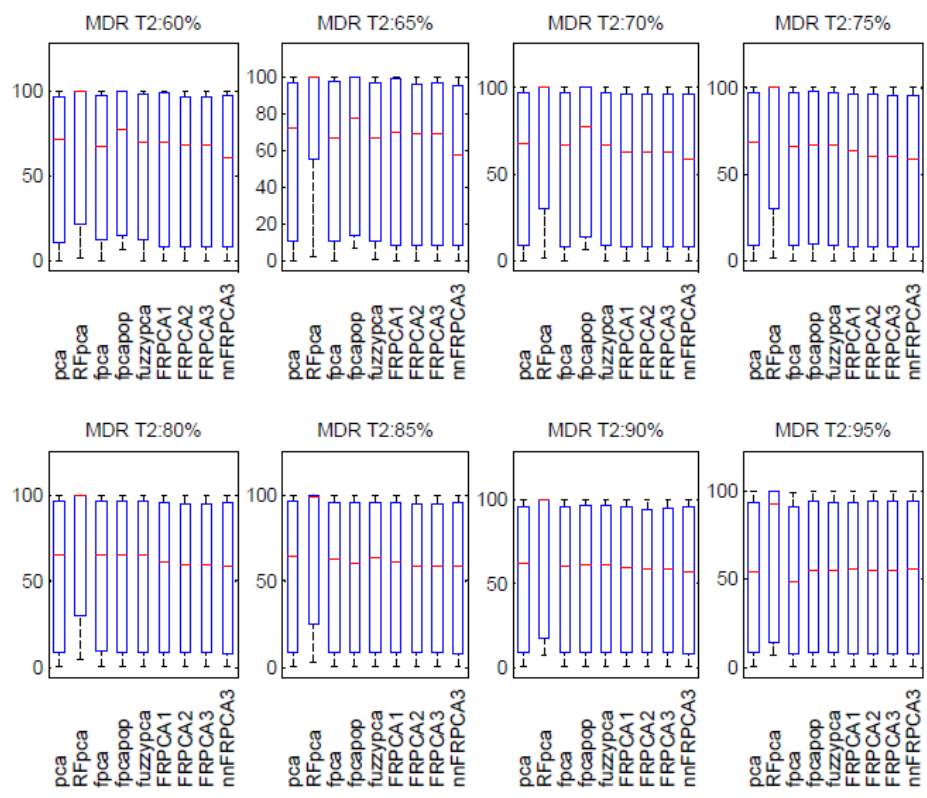 MDR T2:60% MDR T2:65% MDR T2:70% MDR T2:75%
100 50 0
100 80 60 40 20 0
100 50 0
100 50 0
pca RFpca fpca fpcapop fuzzypca FRPCA1 FRPCA2 FRPCA3 nnFRPCA3
pca RFpca fpca fpcapop fuzzypca FRPCA1 FRPCA2 FRPCA3 nnFRPCA3
pca RFpca fpca fpcapop fuzzypca FRPCA1 FRPCA2 FRPCA3 nnFRPCA3
pca RFpca fpca fpcapop fuzzypca FRPCA1 FRPCA2 FRPCA3 nnFRPCA3
MDR T2:80% MDR T2:85% MDR T2:90% MDR T2:95%
100 50 0
100 50 0
100 50 0
100 50 0
pca RFpca fpca fpcapop fuzzypca FRPCA1 FRPCA2 FRPCA3 nnFRPCA3
pca RFpca fpca fpcapop fuzzypca FRPCA1 FRPCA2 FRPCA3 nnFRPCA3
pca RFpca fpca fpcapop fuzzypca FRPCA1 FRPCA2 FRPCA3 nnFRPCA3
pca RFpca fpca fpcapop fuzzypca FRPCA1 FRPCA2 FRPCA3 nnFRPCA3